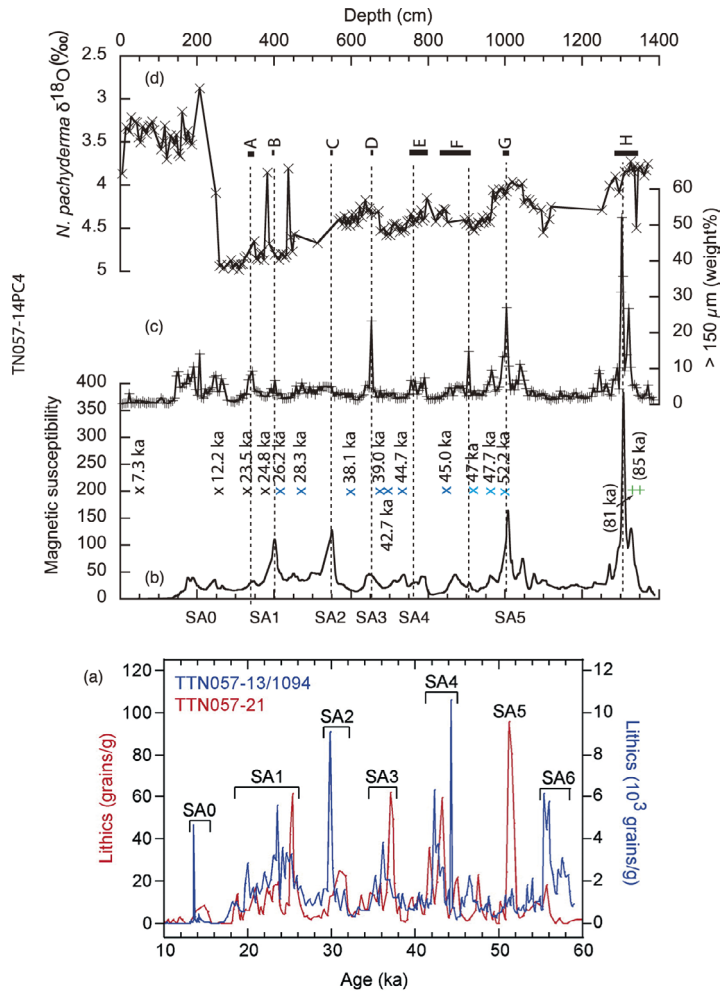 Depth (cm)
0 200 400 600 800 1000 1200 1400
TN057-14PC4
N. pachyderma δ18O(‰)
2.5
3
3.5
4
4.5
5
(d)
A B C D E F G H
> 150 µm (weight%)
60
50
40
30
20
10
0
(c)
Magnetic susceptibility
400
350
300
250
200
150
100
50
0
x 7.3 ka
x 12.2 ka
x 23.5 ka
x 24.8 ka
x 26.2 ka
x 28.3 ka
x 38.1 ka
x 39.0 ka
42.7 ka
x 44.7 ka
x 45.0 ka
x 47 ka
x 47.7 ka
x 52.2 ka
(81 ka)
++
(85 ka)
(b)
SA0 SA1 SA2 SA3 SA4 SA5
(a)
TTN057-13/1094
TTN057-21
SA0 SA1 SA2 SA3 SA4 SA5 SA6
Lithics (grains/g)
120
100
80
60
40
20
0
Lithics (10³ grains/g)
12
10
8
6
4
2
0
10 20 30 40 50 60
Age (ka)